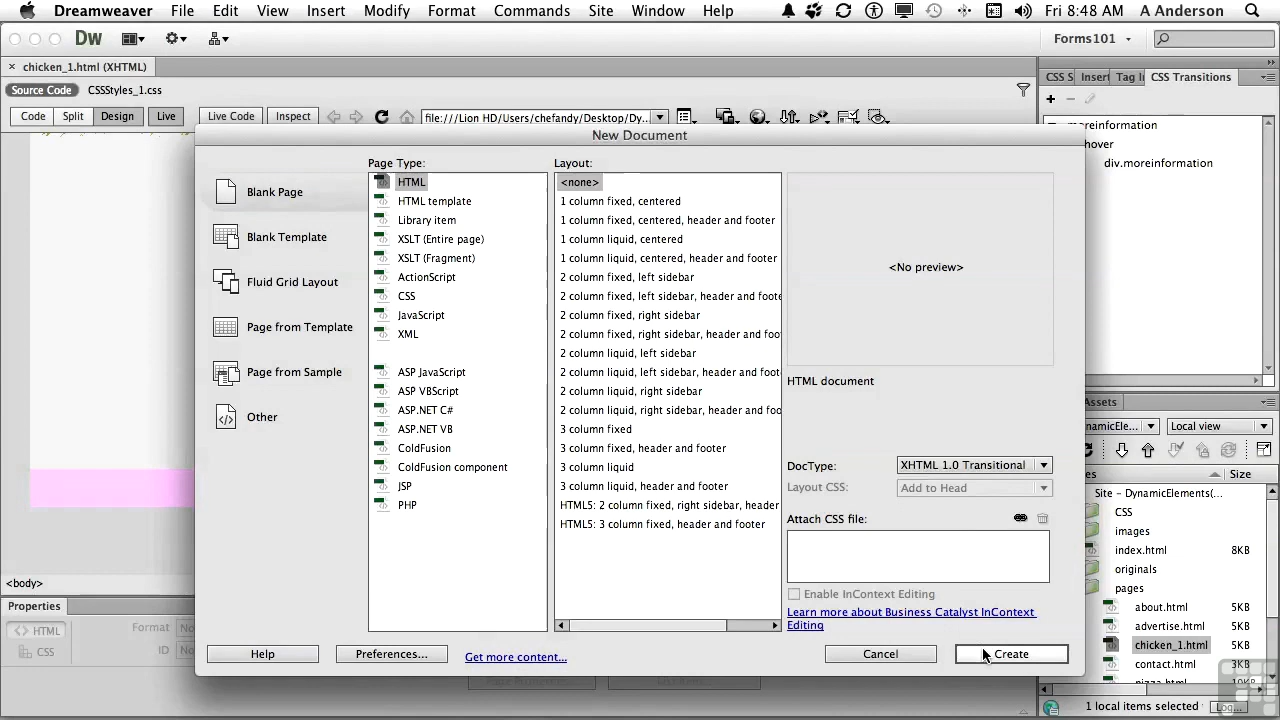 Dreamweaver File Edit View Insert Modify Format Commands Site Window Help Fri 8:48 AM A Anderson
Dw Forms101
× chicken_1.html (XHTML)
Source Code CSSStyles_1.css
Code Split Design Live Live Code Inspect file:///Lion HD/Users/chefandy/Desktop/Dy...
CSS S Insert Tag In CSS Transitions
moreinformation
hover
div.moreinformation
New Document
Blank Page
Blank Template
Fluid Grid Layout
Page from Template
Page from Sample
Other
Page Type:
HTML
HTML template
Library item
XSLT (Entire page)
XSLT (Fragment)
ActionScript
CSS
JavaScript
XML
ASP JavaScript
ASP VBScript
ASP.NET C#
ASP.NET VB
ColdFusion
ColdFusion component
JSP
PHP
Layout:
<none>
1 column fixed, centered
1 column fixed, centered, header and footer
1 column liquid, centered
1 column liquid, centered, header and footer
2 column fixed, left sidebar
2 column fixed, left sidebar, header and foote
2 column fixed, right sidebar
2 column fixed, right sidebar, header and foo
2 column liquid, left sidebar
2 column liquid, left sidebar, header and foot
2 column liquid, right sidebar
2 column liquid, right sidebar, header and foo
3 column fixed
3 column fixed, header and footer
3 column liquid
3 column liquid, header and footer
HTML5: 2 column fixed, right sidebar, header
HTML5: 3 column fixed, header and footer
<No preview>
HTML document
DocType: XHTML 1.0 Transitional
Layout CSS: Add to Head
Attach CSS file:
Enable InContext Editing
Learn more about Business Catalyst InContext
Editing
Help Preferences... Get more content... Cancel Create
Assets
namicEle... Local view
es Size
Site - DynamicElements(...
CSS
images
index.html 8KB
originals
pages
about.html 5KB
advertise.html 5KB
chicken_1.html 5KB
contact.html 3KB
pizza.html 5KB
1 local items selected Log...
<body>
Properties
HTML Format No
CSS ID No